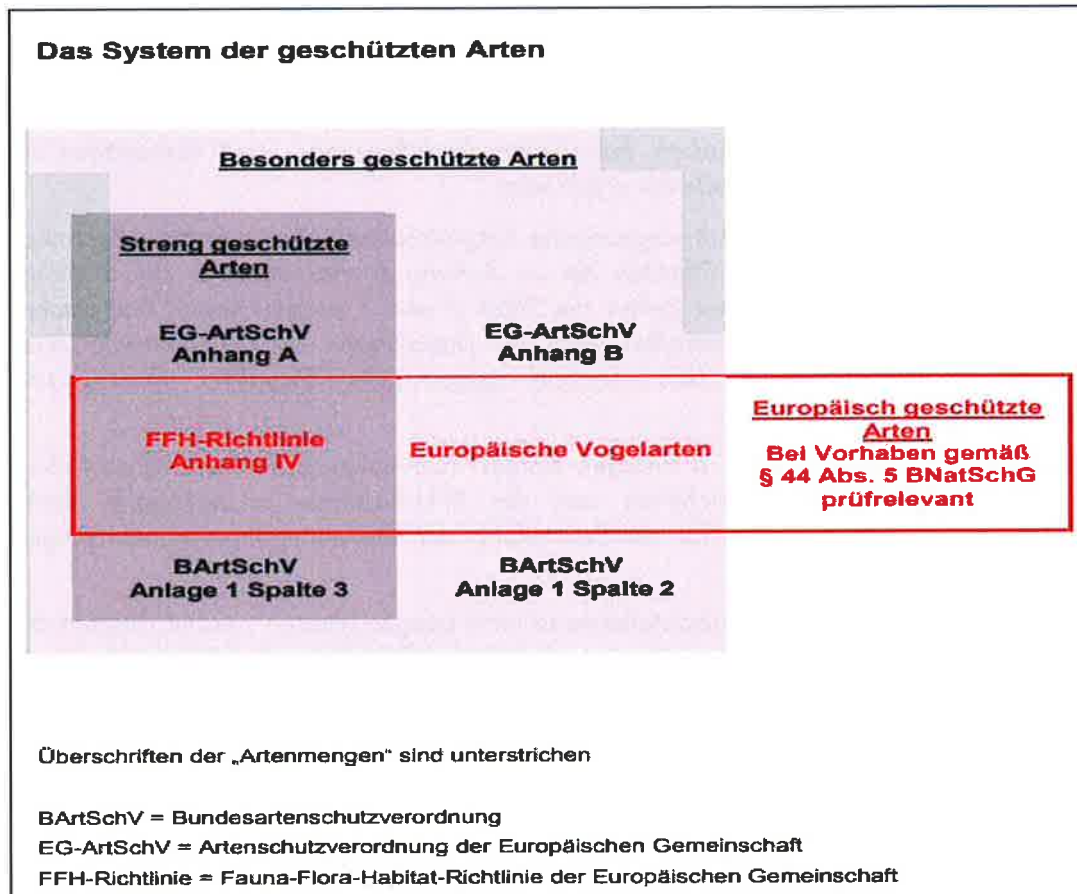 Das System der geschützten Arten
Besonders geschützte Arten
Streng geschützte
Arten
EG-ArtSchV
Anhang A
EG-ArtSchV
Anhang B
FFH-Richtlinie
Anhang IV
Europäische Vogelarten
Europäisch geschützte
Arten
Bei Vorhaben gemäß
§ 44 Abs. 5 BNatSchG
prüfrelevant
BArtSchV
Anlage 1 Spalte 3
BArtSchV
Anlage 1 Spalte 2
Überschriften der „Artenmengen“ sind unterstrichen
BArtSchV = Bundesartenschutzverordnung
EG-ArtSchV = Artenschutzverordnung der Europäischen Gemeinschaft
FFH-Richtlinie = Fauna-Flora-Habitat-Richtlinie der Europäischen Gemeinschaft